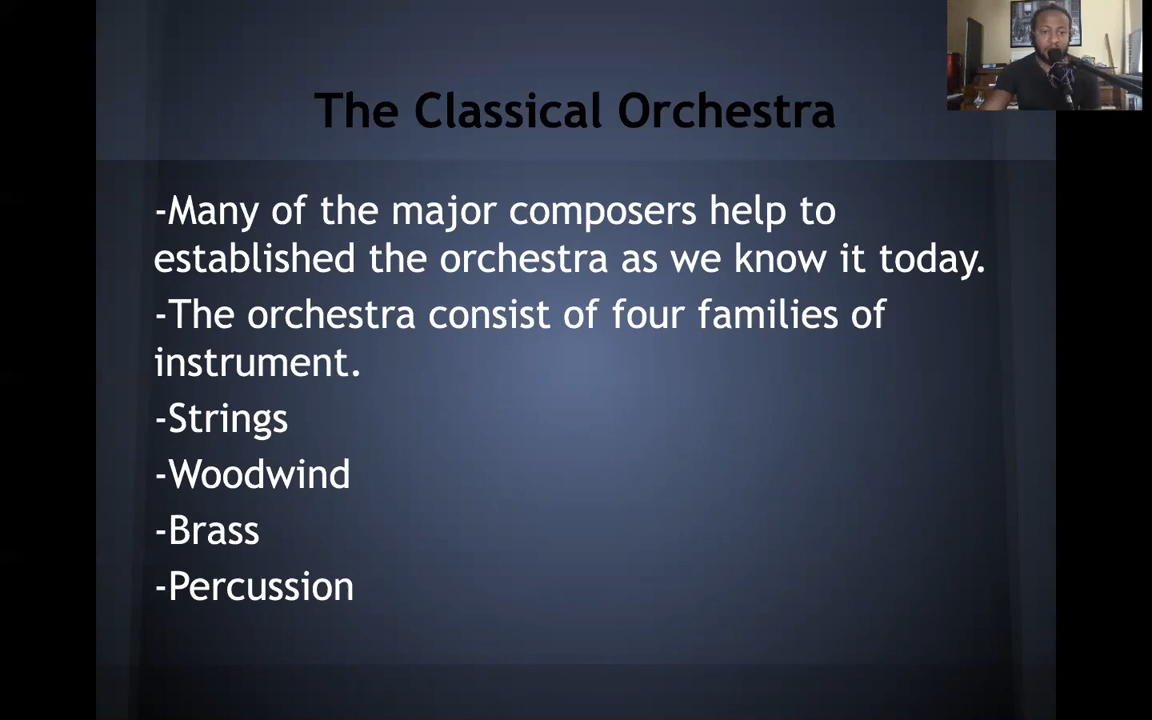 The Classical Orchestra
-Many of the major composers help to
established the orchestra as we know it today.
-The orchestra consist of four families of
instrument.
-Strings
-Woodwind
-Brass
-Percussion